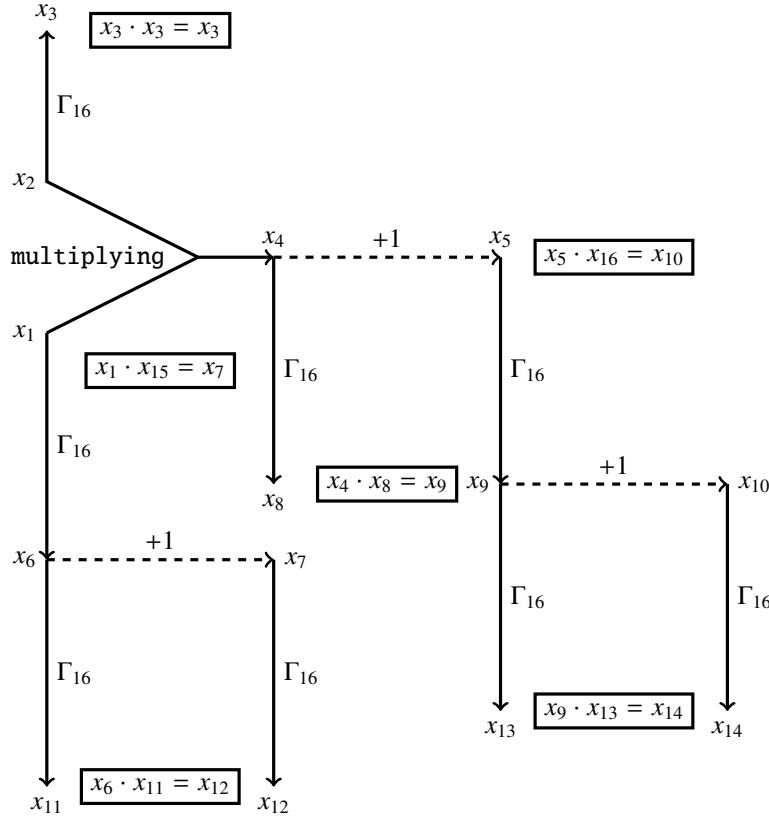 x₃
x₃ · x₃ = x₃
Γ₁₆
x₂
multiplying
x₄
+1
x₅
x₅ · x₁₆ = x₁₀
x₁
x₁ · x₁₅ = x₇
Γ₁₆
Γ₁₆
Γ₁₆
x₈
x₄ · x₈ = x₉
x₉
+1
x₁₀
x₆
+1
x₇
Γ₁₆
Γ₁₆
Γ₁₆
Γ₁₆
x₁₃
x₉ · x₁₃ = x₁₄
x₁₄
x₁₁
x₆ · x₁₁ = x₁₂
x₁₂